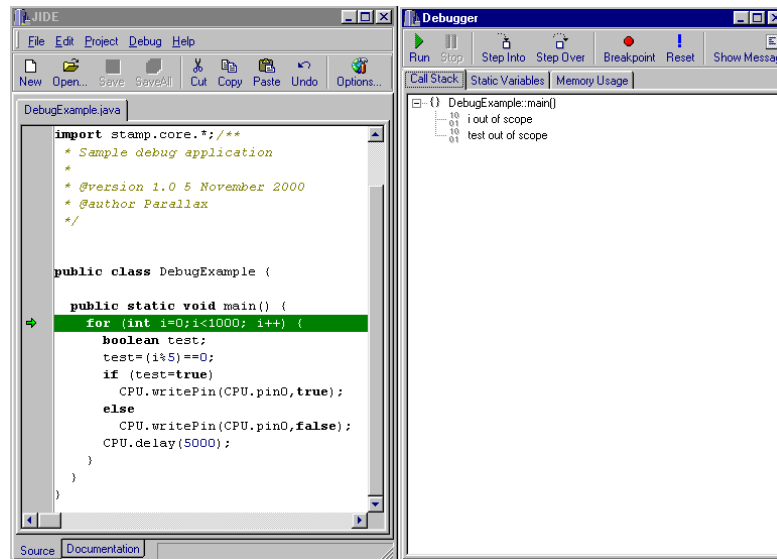 JIDE
File Edit Project Debug Help
New Open... Save SaveAll Cut Copy Paste Undo Options...
DebugExample.java
import stamp.core.*;/**
* Sample debug application
*
* @version 1.0 5 November 2000
* @author Parallax
*/
public class DebugExample {
public static void main() {
for (int i=0;i<1000; i++) {
boolean test;
test=(i%5)==0;
if (test=true)
CPU.writePin(CPU.pin0,true);
else
CPU.writePin(CPU.pin0,false);
CPU.delay(5000);
}
}
}
Source Documentation
Debugger
Run Stop Step Into Step Over Breakpoint Reset Show Messag
Call Stack Static Variables Memory Usage
{} DebugExample::main()
10 01 i out of scope
10 01 test out of scope